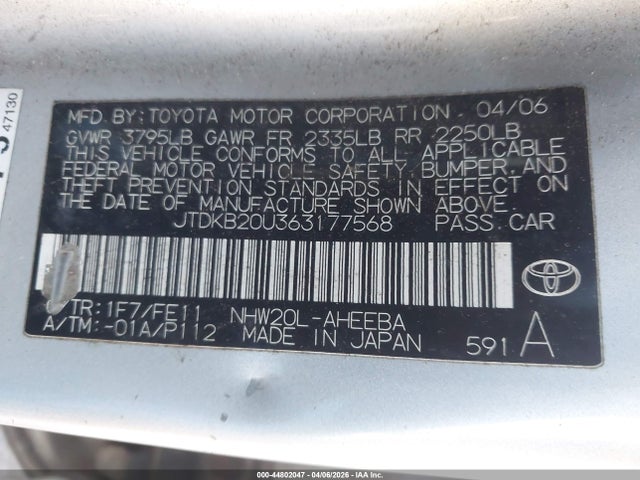 47130
MFD. BY: TOYOTA MOTOR CORPORATION 04/06
GVWR 3795LB GAWR FR 2335LB RR 2250LB
THIS VEHICLE CONFORMS TO ALL APPLICABLE
FEDERAL MOTOR VEHICLE SAFETY, BUMPER, AND
THEFT PREVENTION STANDARDS IN EFFECT ON
THE DATE OF MANUFACTURE SHOWN ABOVE.
JTDKB20U363177568 PASS. CAR
C/TR: 1F7/FE11 NHW20L-AHEEBA
A/TM: -01A/P112 MADE IN JAPAN 591 A
IAA-44802047 | 04/06/2026 | IAA Inc.